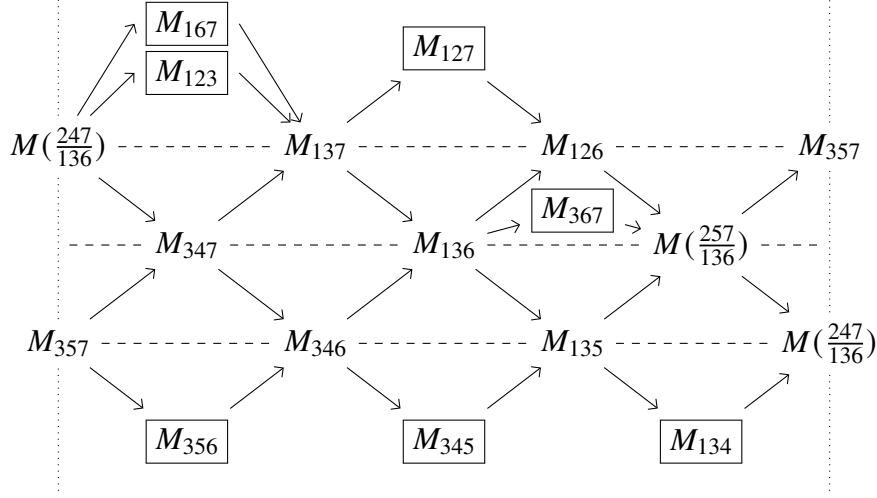 M₁₆₇
M₁₂₃ M₁₂₇
M(247/136) M₁₃₇ M₁₂₆ M₃₅₇
M₃₆₇
M₃₄₇ M₁₃₆ M(257/136)
M₃₅₇ M₃₄₆ M₁₃₅ M(247/136)
M₃₅₆ M₃₄₅ M₁₃₄